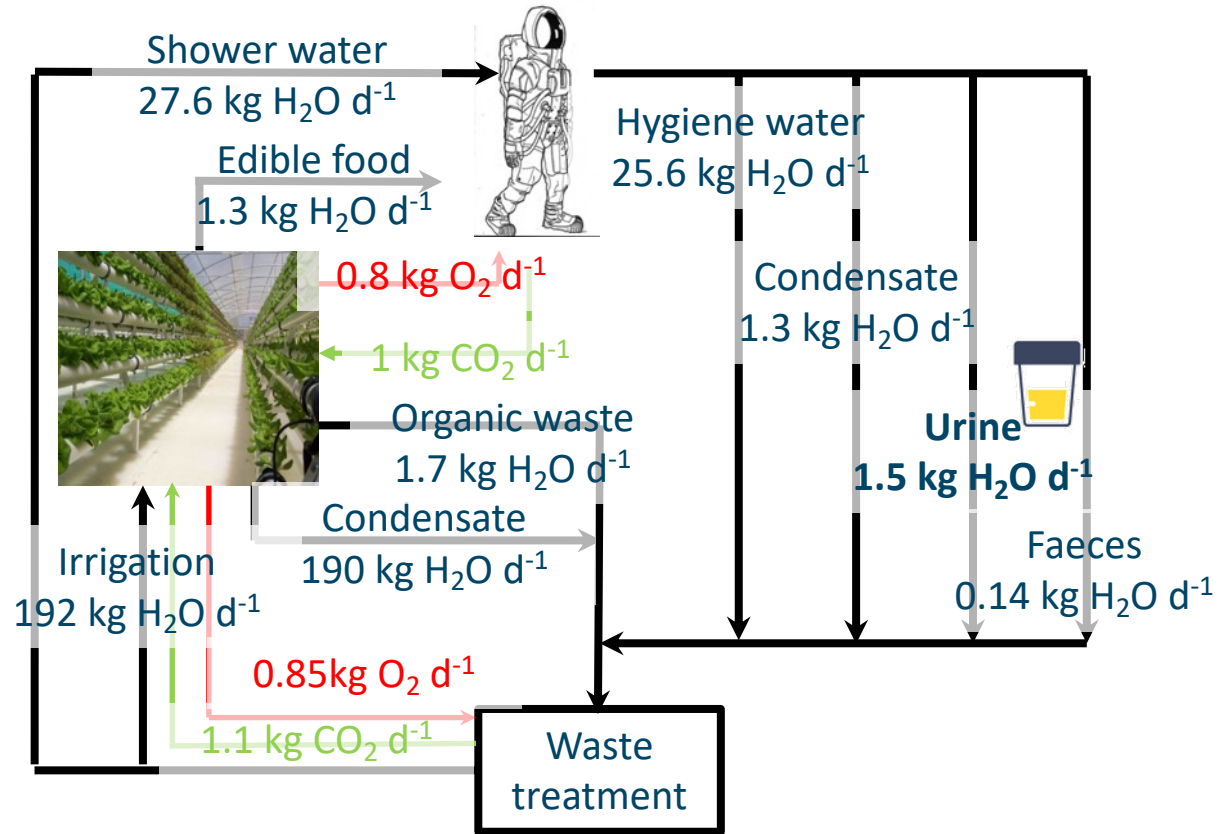 Shower water
27.6 kg H₂O d⁻¹
Edible food
1.3 kg H₂O d⁻¹
0.8 kg O₂ d⁻¹
1 kg CO₂ d⁻¹
Hygiene water
25.6 kg H₂O d⁻¹
Condensate
1.3 kg H₂O d⁻¹
Urine
1.5 kg H₂O d⁻¹
Faeces
0.14 kg H₂O d⁻¹
Organic waste
1.7 kg H₂O d⁻¹
Condensate
190 kg H₂O d⁻¹
Irrigation
192 kg H₂O d⁻¹
0.85kg O₂ d⁻¹
1.1 kg CO₂ d⁻¹
Waste
treatment